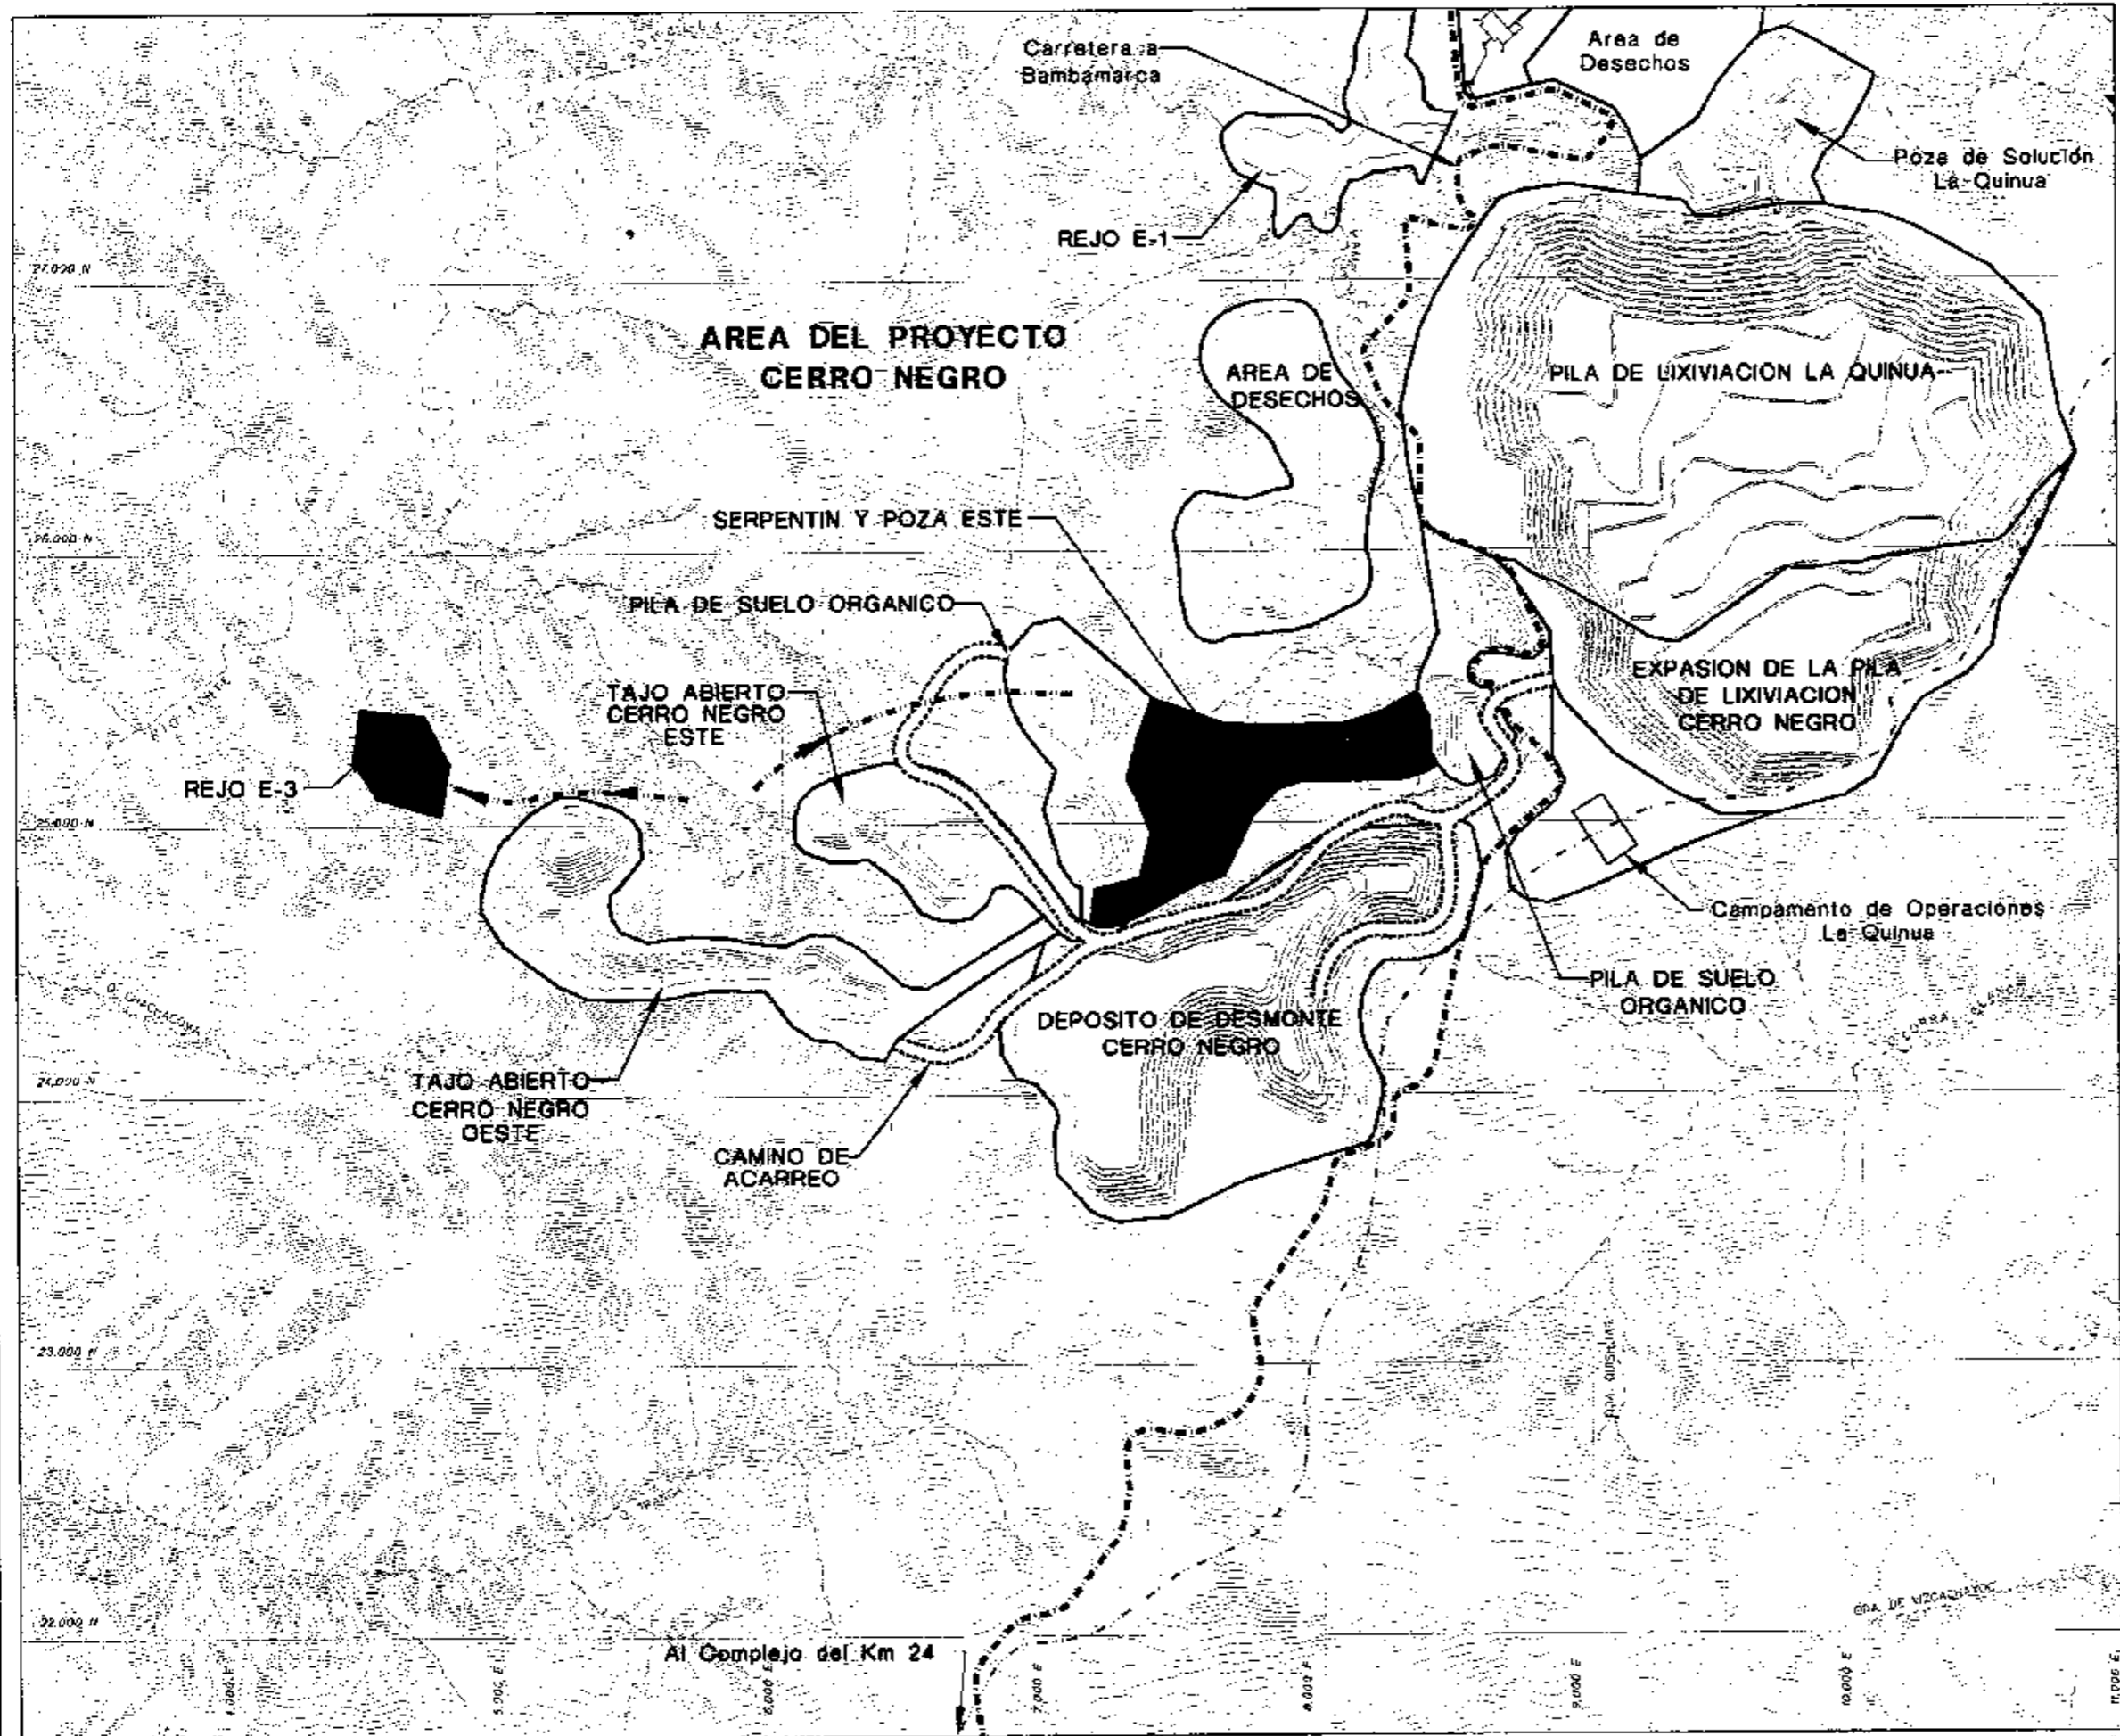 Carretera a
Bambamarca
Area de
Desechos
Poza de Solución
La Quinua
REJO E-1
27.000 N
AREA DEL PROYECTO
CERRO NEGRO
AREA DE
DESECHOS
PILA DE LIXIVIACION LA QUINUA
SERPENTIN Y POZA ESTE
26.000 N
PILA DE SUELO ORGANICO
TAJO ABIERTO
CERRO NEGRO
ESTE
EXPASION DE LA PILA
DE LIXIVIACION
CERRO NEGRO
REJO E-3
25.000 N
Campamento de Operaciones
La Quinua
PILA DE SUELO
ORGANICO
DEPOSITO DE DESMONTE
CERRO NEGRO
24.000 N
TAJO ABIERTO
CERRO NEGRO
OESTE
CAMINO DE
ACARREO
23.000 N
22.000 N
Al Complejo del Km 24
4.000 E
5.000 E
6.000 E
7.000 E
8.000 E
9.000 E
10.000 E
11.000 E